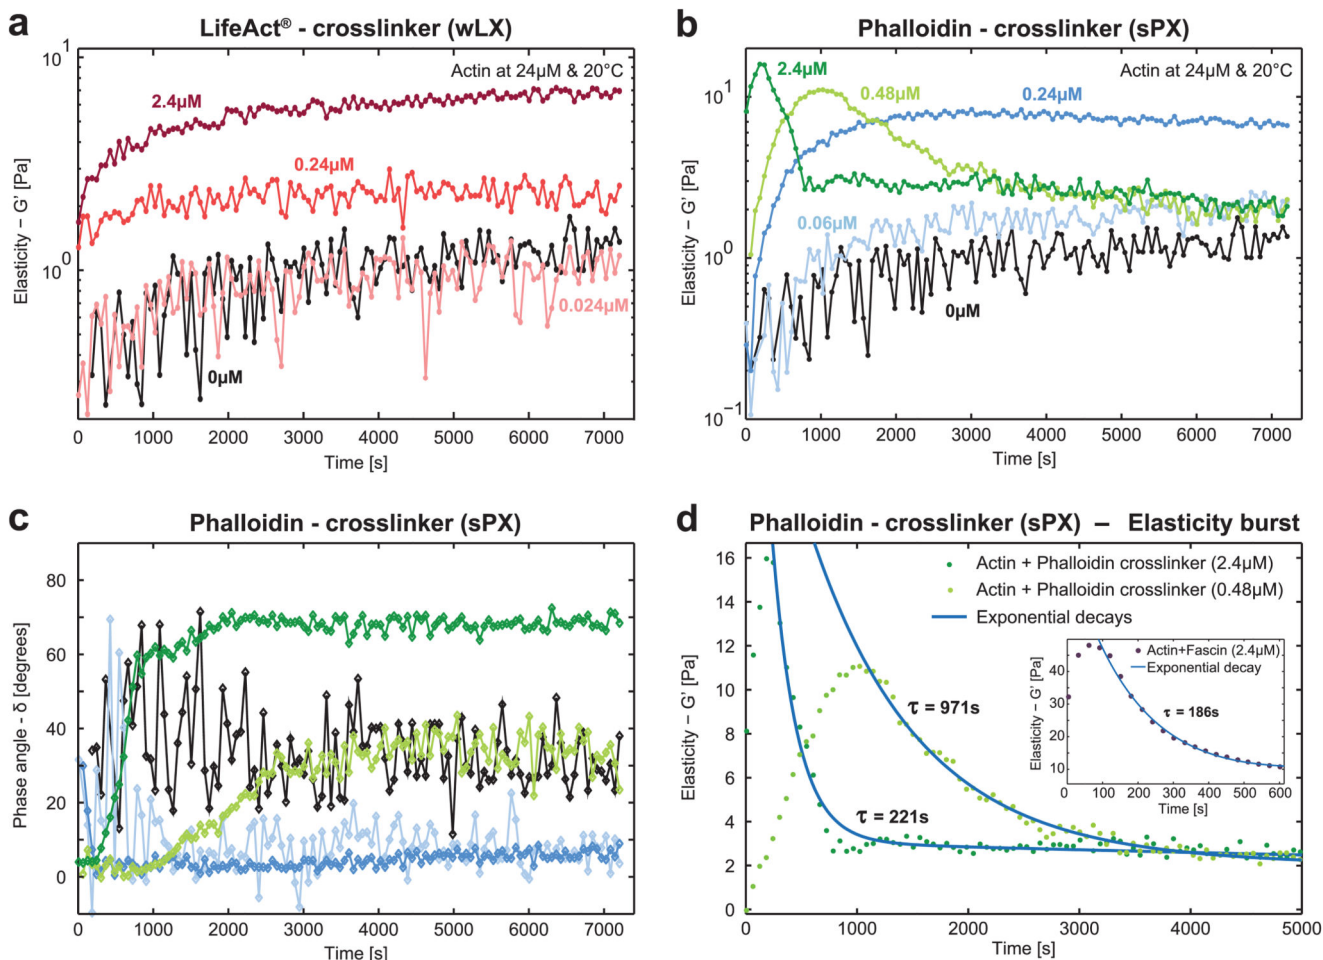 a
LifeAct® - crosslinker (wLX)
Actin at 24µM & 20°C
2.4µM
0.24µM
0.024µM
0µM
10¹
10⁰
Elasticity – G' [Pa]
0 1000 2000 3000 4000 5000 6000 7000
Time [s]
b
Phalloidin - crosslinker (sPX)
Actin at 24µM & 20°C
2.4µM
0.48µM
0.24µM
0.06µM
0µM
10¹
10⁰
10⁻¹
Elasticity – G' [Pa]
0 1000 2000 3000 4000 5000 6000 7000
Time [s]
c
Phalloidin - crosslinker (sPX)
80
60
40
20
0
Phase angle - δ [degrees]
0 1000 2000 3000 4000 5000 6000 7000
Time [s]
d
Phalloidin - crosslinker (sPX) – Elasticity burst
Actin + Phalloidin crosslinker (2.4µM)
Actin + Phalloidin crosslinker (0.48µM)
Exponential decays
τ = 971s
τ = 221s
16
14
12
10
8
6
4
2
0
Elasticity – G' [Pa]
0 1000 2000 3000 4000 5000
Time [s]
Actin+Fascin (2.4µM)
Exponential decay
τ = 186s
40
30
20
10
Elasticity – G' [Pa]
0 100 200 300 400 500 600
Time [s]